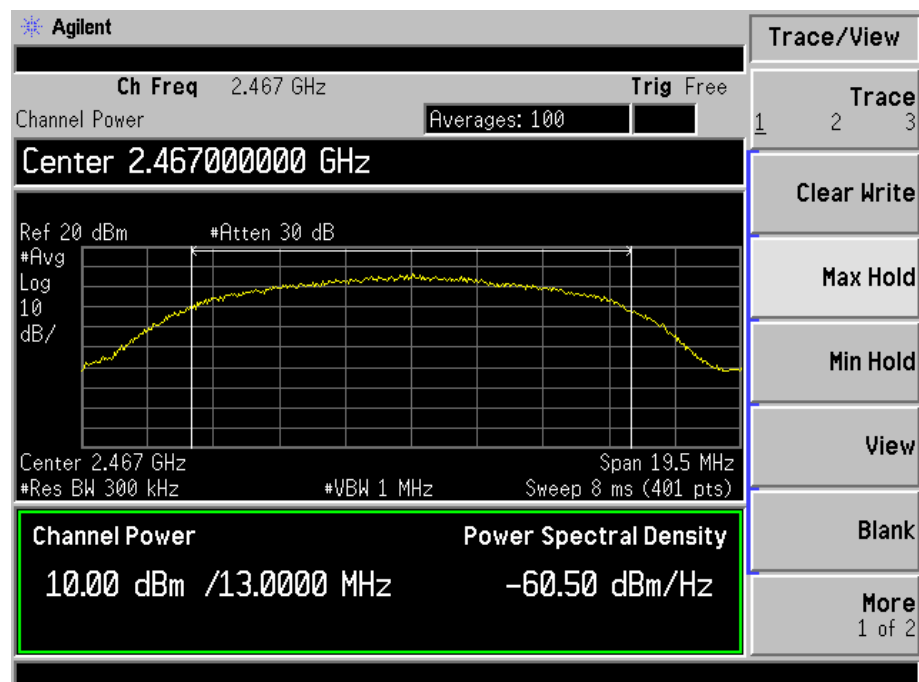 Agilent
Trace/View
Ch Freq 2.467 GHz Trig Free
Channel Power Averages: 100
Trace
1 2 3
Center 2.467000000 GHz
Clear Write
Ref 20 dBm #Atten 30 dB
#Avg
Log
10
dB/
Max Hold
Min Hold
Center 2.467 GHz Span 19.5 MHz
#Res BW 300 kHz #VBW 1 MHz Sweep 8 ms (401 pts)
View
Channel Power Power Spectral Density
10.00 dBm /13.0000 MHz -60.50 dBm/Hz
Blank
More
1 of 2